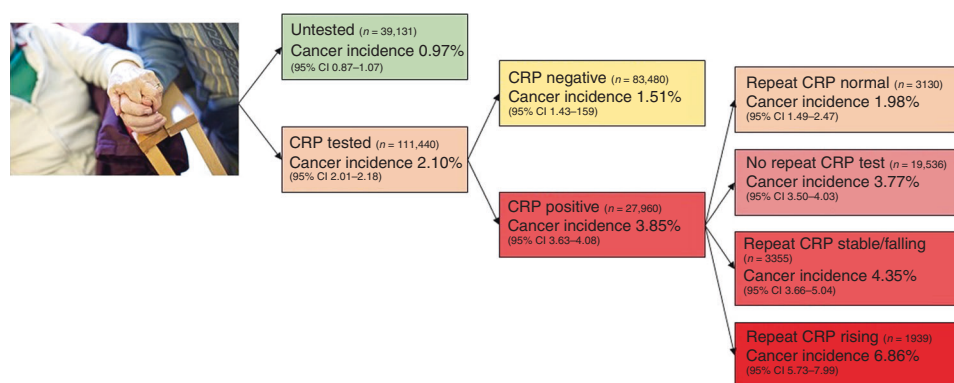 Untested (n = 39,131)
Cancer incidence 0.97%
(95% CI 0.87–1.07)
CRP tested (n = 111,440)
Cancer incidence 2.10%
(95% CI 2.01–2.18)
CRP negative (n = 83,480)
Cancer incidence 1.51%
(95% CI 1.43–159)
CRP positive (n = 27,960)
Cancer incidence 3.85%
(95% CI 3.63–4.08)
Repeat CRP normal (n = 3130)
Cancer incidence 1.98%
(95% CI 1.49–2.47)
No repeat CRP test (n = 19,536)
Cancer incidence 3.77%
(95% CI 3.50–4.03)
Repeat CRP stable/falling
(n = 3355)
Cancer incidence 4.35%
(95% CI 3.66–5.04)
Repeat CRP rising (n = 1939)
Cancer incidence 6.86%
(95% CI 5.73–7.99)